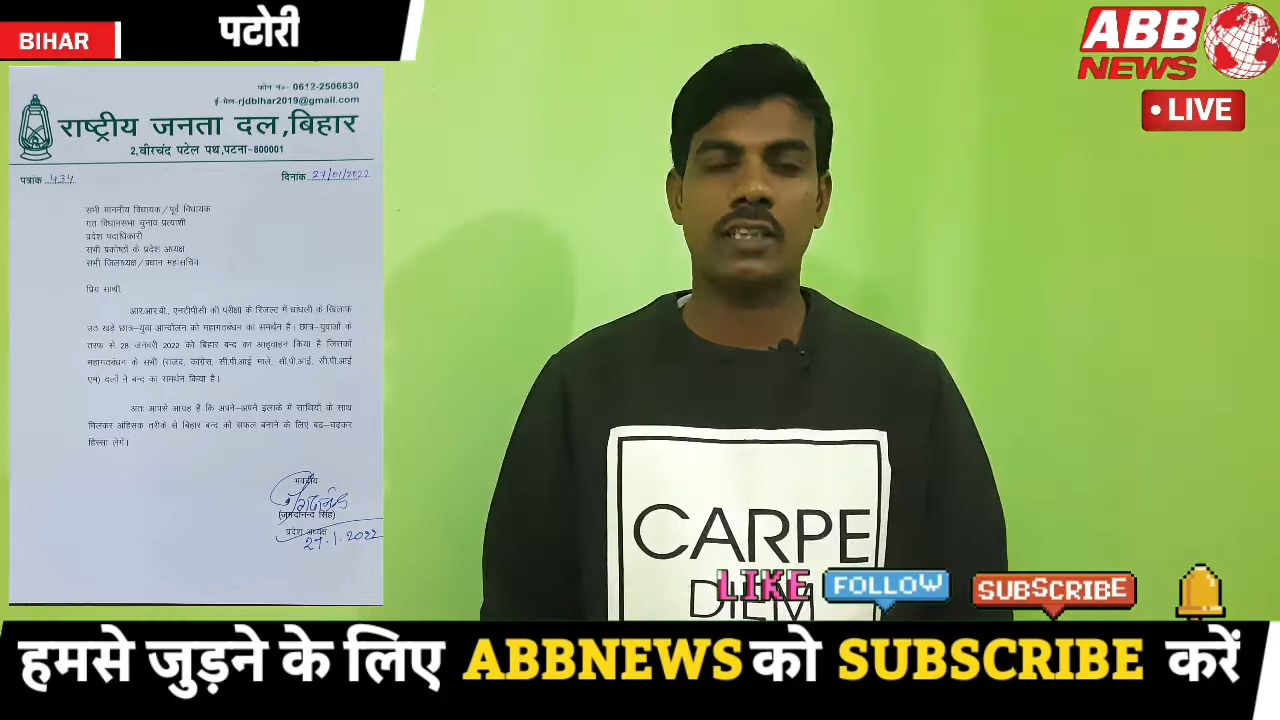 BIHAR
पटोरी
ABB
NEWS
LIVE
फोन नं०- 0612-2506830
ई-मेल-rjdbihar2019@gmail.com
राष्ट्रीय जनता दल,बिहार
2,वीरचंद पटेल पथ,पटना-800001
पत्रांक 434
दिनांक 27/01/2022
सभी माननीय विधायक/पूर्व विधायक
गत विधानसभा चुनाव प्रत्याशी
प्रदेश पदाधिकारी
सभी प्रकोष्ठों के प्रदेश अध्यक्ष
सभी जिलाध्यक्ष/प्रधान महासचिव
प्रिय साथी,
आर.आर.बी., एनटीपीसी की परीक्षा के रिजल्ट में धांधली के खिलाफ
उठ खड़े छात्र-युवा आन्दोलन को महागठबंधन का समर्थन है। छात्र-युवाओं के
तरफ से 28 जनवरी 2022 को बिहार बन्द का आह्वाहन किया है जिसको
महागठबंधन के सभी (राजद, कांग्रेस, सी.पी.आई माले, सी.पी.आई, सी.पी.आई
एम) दलों ने बन्द का समर्थन किया है।
अतः आपसे आग्रह है कि अपने-अपने इलाके में साथियों के साथ
मिलकर अहिंसक तरीके से बिहार बन्द को सफल बनाने के लिए बढ़-चढ़कर
हिस्सा लेगें।
भवदीय
(जगदानन्द सिंह)
प्रदेश अध्यक्ष
27.1.2022
CARPE
DIEM
LIKE
FOLLOW
SUBSCRIBE
हमसे जुड़ने के लिए ABBNEWS को SUBSCRIBE करें